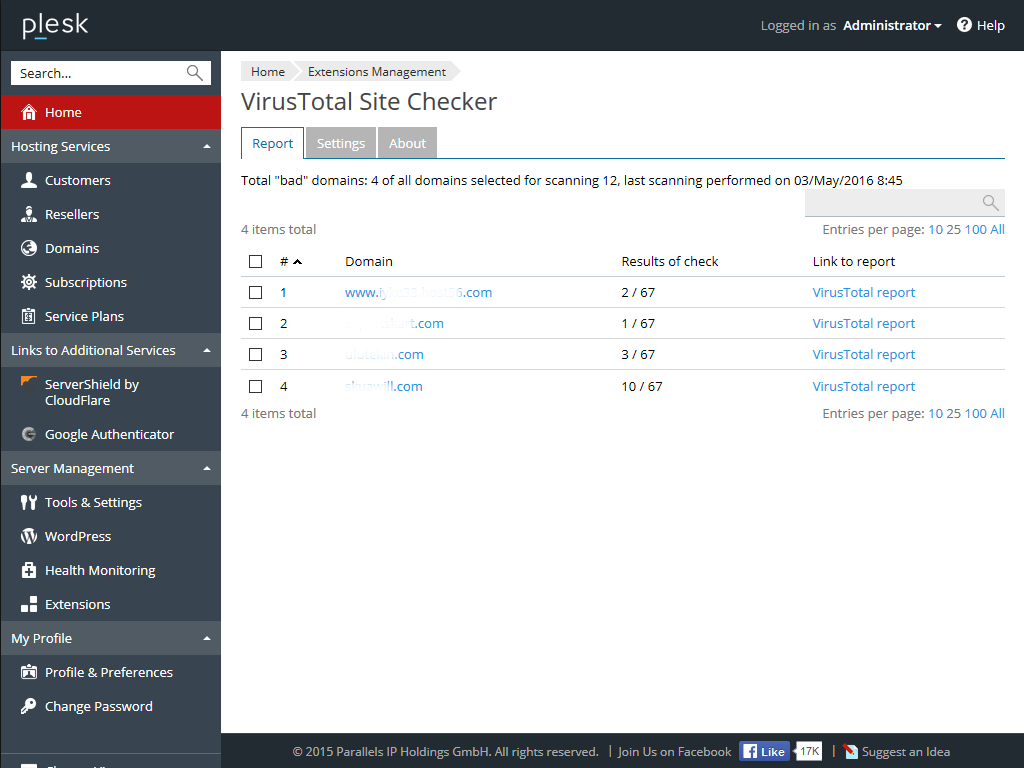 plesk
Logged in as Administrator Help
Search...
Home
Hosting Services
Customers
Resellers
Domains
Subscriptions
Service Plans
Links to Additional Services
ServerShield by
CloudFlare
Google Authenticator
Server Management
Tools & Settings
WordPress
Health Monitoring
Extensions
My Profile
Profile & Preferences
Change Password
Home Extensions Management
VirusTotal Site Checker
Report Settings About
Total "bad" domains: 4 of all domains selected for scanning 12, last scanning performed on 03/May/2016 8:45
4 items total Entries per page: 10 25 100 All
# Domain Results of check Link to report
1 .com 2 / 67 VirusTotal report
2 .com 1 / 67 VirusTotal report
3 .com 3 / 67 VirusTotal report
4 .com 10 / 67 VirusTotal report
4 items total Entries per page: 10 25 100 All
© 2015 Parallels IP Holdings GmbH. All rights reserved. | Join Us on Facebook Like 17K | Suggest an Idea